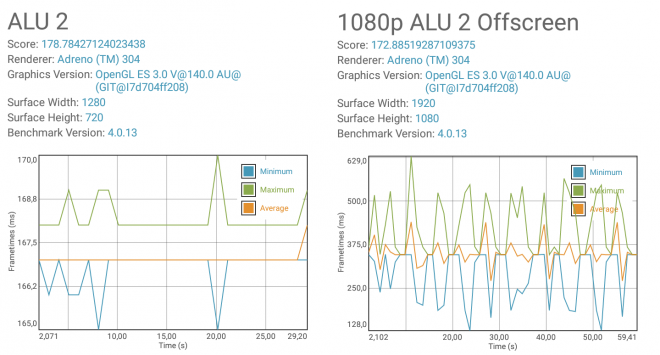 ALU 2
Score: 178.78427124023438
Renderer: Adreno (TM) 304
Graphics Version: OpenGL ES 3.0 V@140.0 AU@
(GIT@I7d704ff208)
Surface Width: 1280
Surface Height: 720
Benchmark Version: 4.0.13
170,0
168,8
167,5
166,2
165,0
Frametimes (ms)
Minimum
Maximum
Average
2,071
10,00
15,00
20,00
25,00
29,20
Time (s)
1080p ALU 2 Offscreen
Score: 172.88519287109375
Renderer: Adreno (TM) 304
Graphics Version: OpenGL ES 3.0 V@140.0 AU@
(GIT@I7d704ff208)
Surface Width: 1920
Surface Height: 1080
Benchmark Version: 4.0.13
629,0
500,0
375,0
250,0
128,0
Frametimes (ms)
Minimum
Maximum
Average
2,102
20,00
30,00
40,00
50,00
59,41
Time (s)